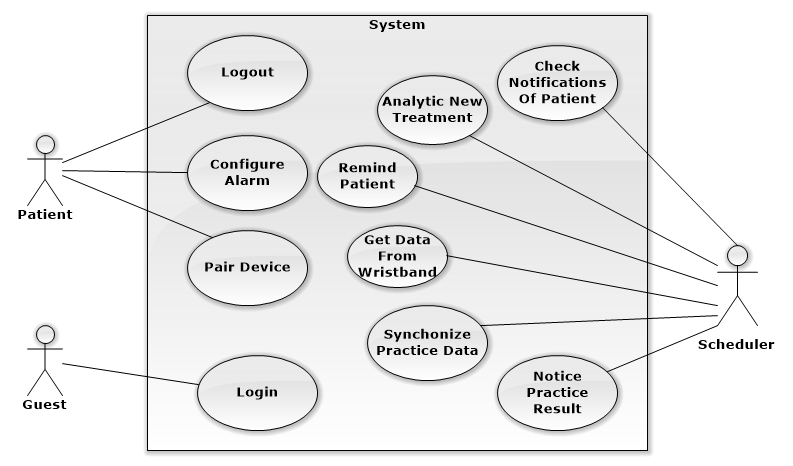 System
Logout
Check
Notifications
Of Patient
Analytic New
Treatment
Configure
Alarm
Remind
Patient
Patient
Get Data
From
Wristband
Pair Device
Synchonize
Practice Data
Scheduler
Login
Notice
Practice
Result
Guest